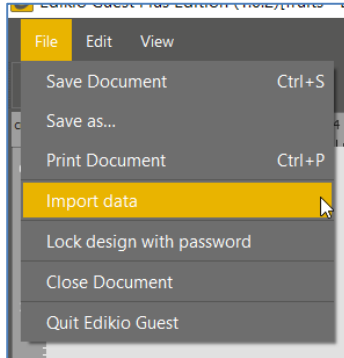 File Edit View
Save Document Ctrl+S
Save as...
Print Document Ctrl+P
Import data
Lock design with password
Close Document
Quit Edikio Guest